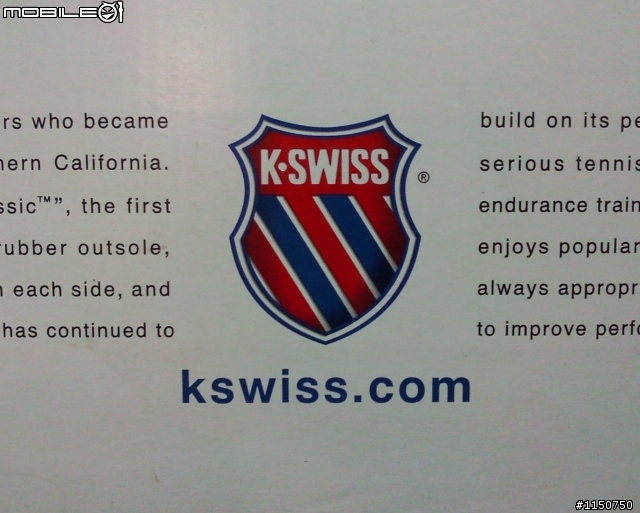 MOBILE01
rs who became
hern California.
ssic™”, the first
rubber outsole,
n each side, and
has continued to
K·SWISS
®
kswiss.com
build on its pe
serious tennis
endurance train
enjoys popular
always appropr
to improve perfo
#1150750